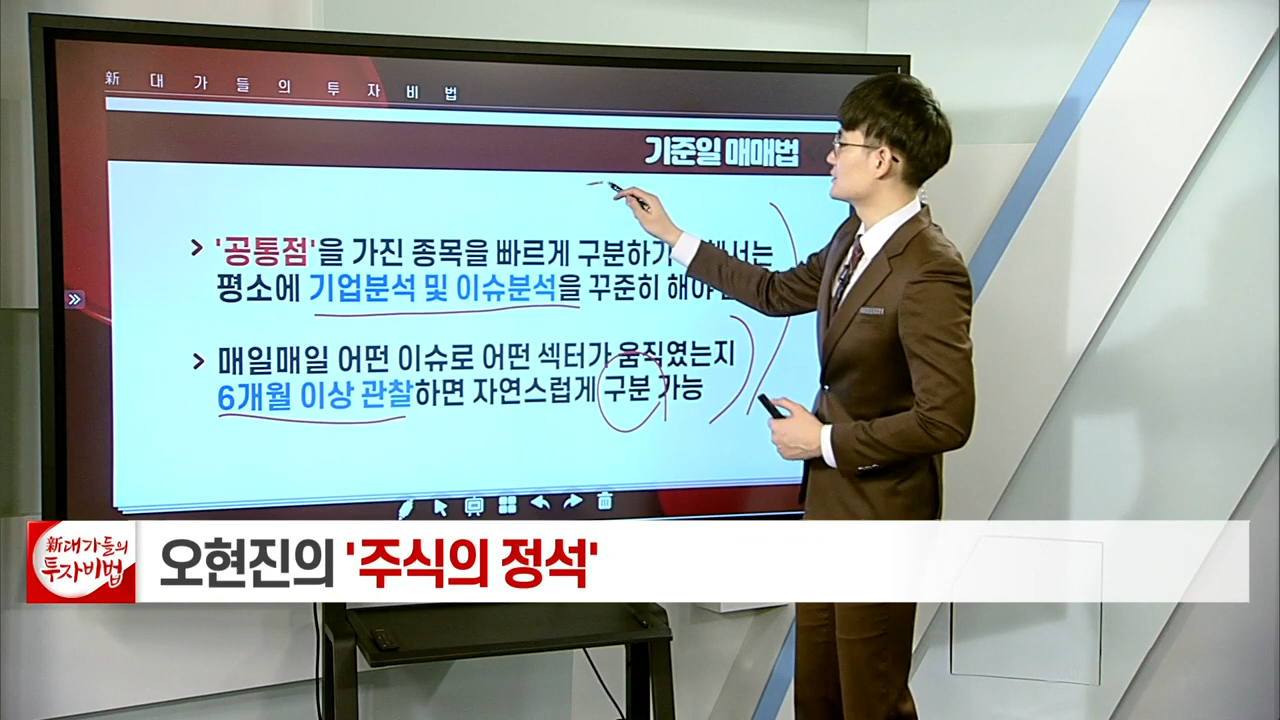 新 대 가 들 의 투 자 비 법
기준일 매매법
'공통점'을 가진 종목을 빠르게 구분하기 해서는
평소에 기업분석 및 이슈분석을 꾸준히 해야
매일매일 어떤 이슈로 어떤 섹터가 움직였는지
6개월 이상 관찰하면 자연스럽게 구분 가능
新대가들의
투자비법
오현진의 '주식의 정석'